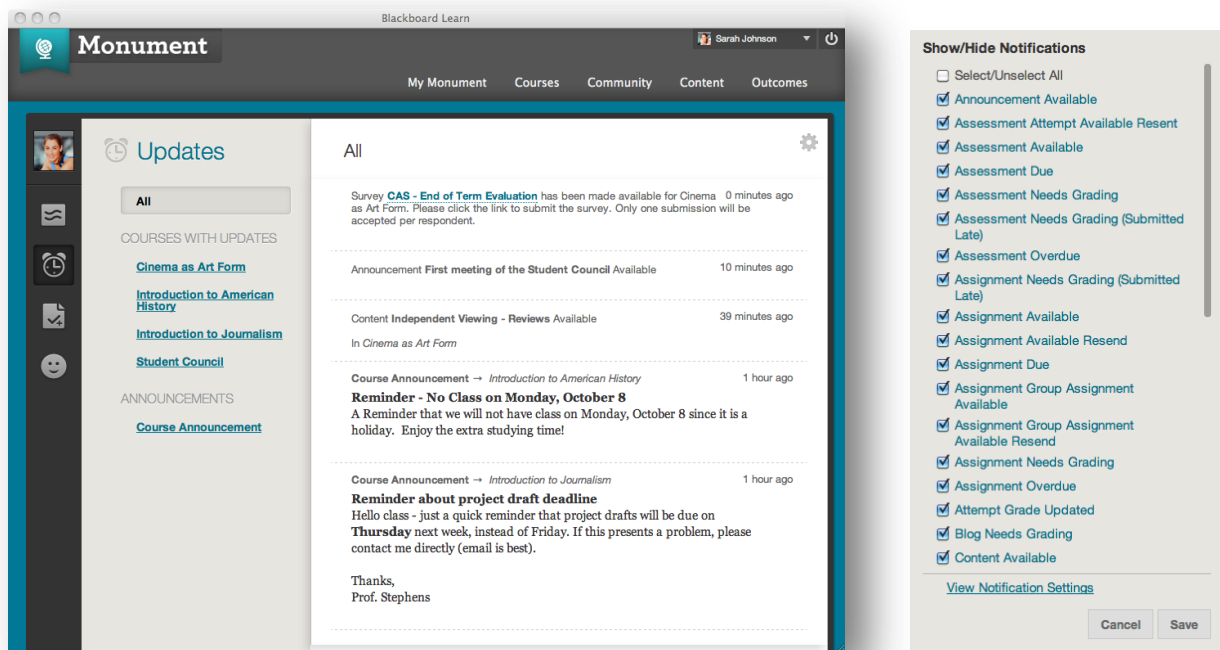 Blackboard Learn
Monument
Sarah Johnson
My Monument Courses Community Content Outcomes
Updates
All
COURSES WITH UPDATES
Cinema as Art Form
Introduction to American
History
Introduction to Journalism
Student Council
ANNOUNCEMENTS
Course Announcement
All
Survey CAS - End of Term Evaluation has been made available for Cinema 0 minutes ago
as Art Form. Please click the link to submit the survey. Only one submission will be
accepted per respondent.
Announcement First meeting of the Student Council Available 10 minutes ago
Content Independent Viewing - Reviews Available 39 minutes ago
In Cinema as Art Form
Course Announcement → Introduction to American History 1 hour ago
Reminder - No Class on Monday, October 8
A Reminder that we will not have class on Monday, October 8 since it is a
holiday. Enjoy the extra studying time!
Course Announcement → Introduction to Journalism 1 hour ago
Reminder about project draft deadline
Hello class - just a quick reminder that project drafts will be due on
Thursday next week, instead of Friday. If this presents a problem, please
contact me directly (email is best).
Thanks,
Prof. Stephens
Show/Hide Notifications
Select/Unselect All
Announcement Available
Assessment Attempt Available Resent
Assessment Available
Assessment Due
Assessment Needs Grading
Assessment Needs Grading (Submitted
Late)
Assessment Overdue
Assignment Needs Grading (Submitted
Late)
Assignment Available
Assignment Available Resend
Assignment Due
Assignment Group Assignment
Available
Assignment Group Assignment
Available Resend
Assignment Needs Grading
Assignment Overdue
Attempt Grade Updated
Blog Needs Grading
Content Available
View Notification Settings
Cancel Save